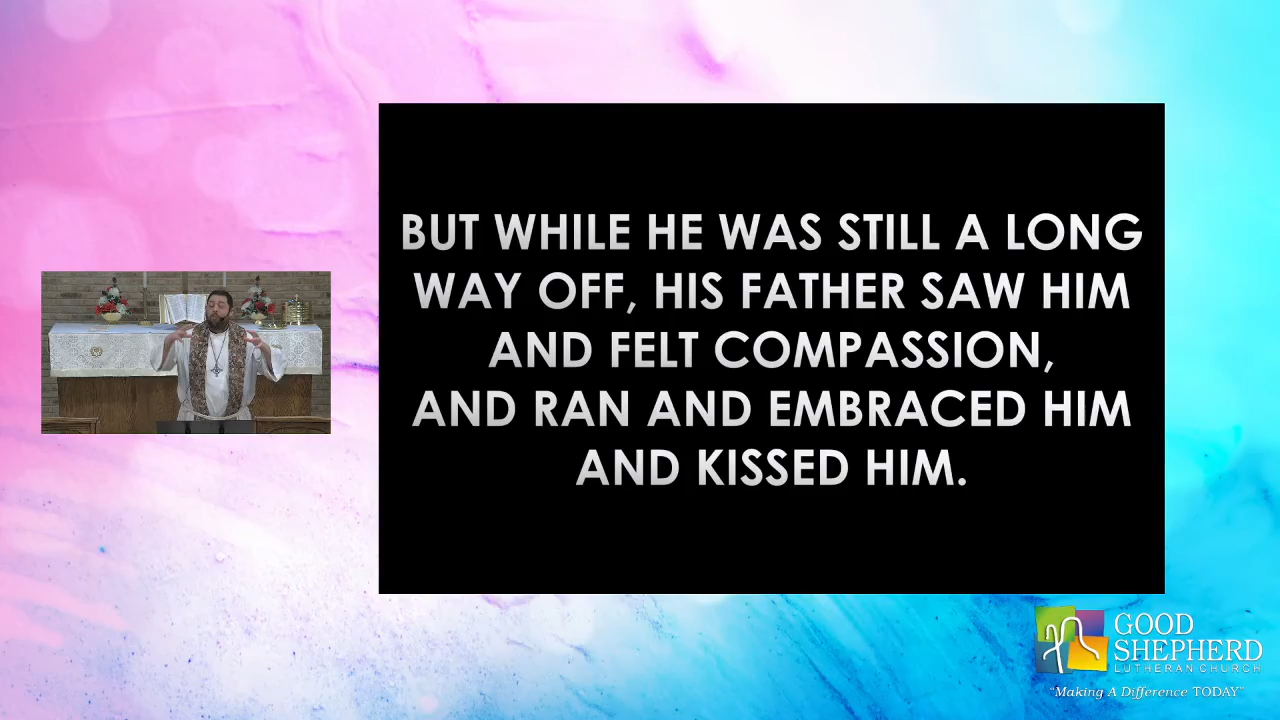 BUT WHILE HE WAS STILL A LONG
WAY OFF, HIS FATHER SAW HIM
AND FELT COMPASSION,
AND RAN AND EMBRACED HIM
AND KISSED HIM.
GOOD
SHEPHERD
LUTHERAN CHURCH
"Making A Difference TODAY"